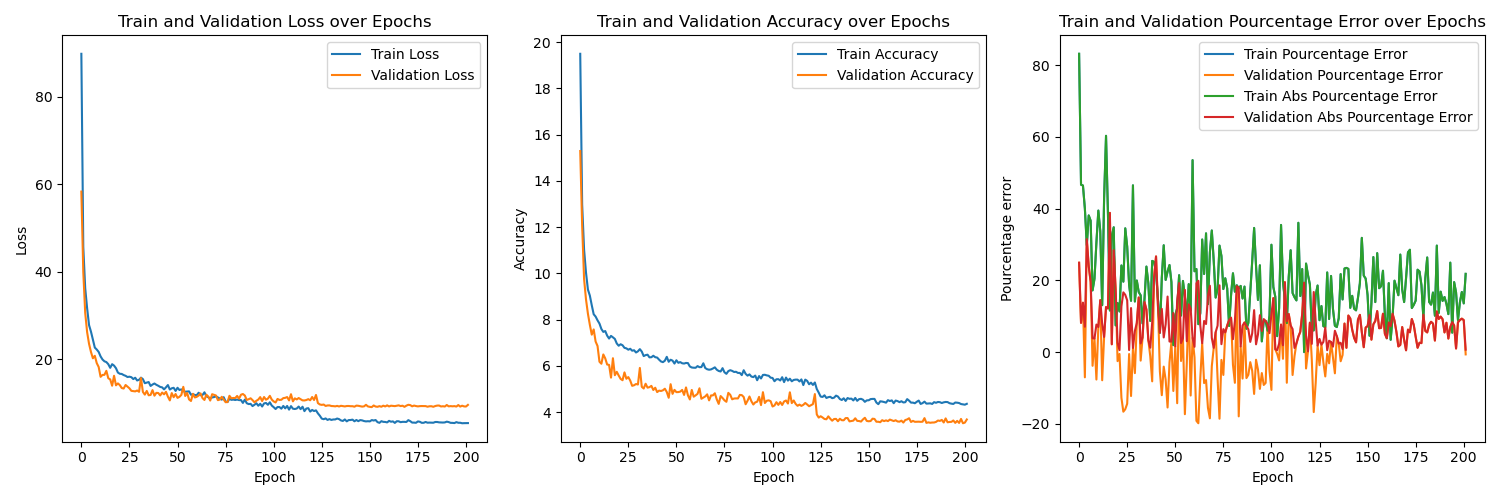 Train and Validation Loss over Epochs
Train Loss
Validation Loss
80
60
40
20
Loss
0
25
50
75
100
125
150
175
200
Epoch
Train and Validation Accuracy over Epochs
Train Accuracy
Validation Accuracy
20
18
16
14
12
10
8
6
4
Accuracy
0
25
50
75
100
125
150
175
200
Epoch
Train and Validation Pourcentage Error over Epochs
Train Pourcentage Error
Validation Pourcentage Error
Train Abs Pourcentage Error
Validation Abs Pourcentage Error
80
60
40
20
0
−20
Pourcentage error
0
25
50
75
100
125
150
175
200
Epoch